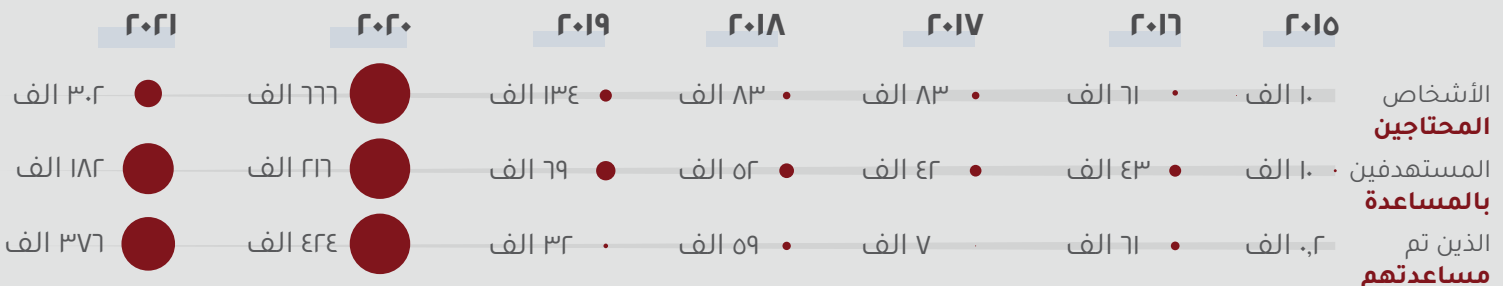 ٢٠١٥ ٢٠١٦ ٢٠١٧ ٢٠١٨ ٢٠١٩ ٢٠٢٠ ٢٠٢١
الأشخاص
المحتاجين
١٠ الف ٦١ الف ٨٣ الف ٨٣ الف ١٣٤ الف ٦٦٦ الف ٣٠٢ الف
المستهدفين
بالمساعدة
١٠ الف ٤٣ الف ٤٢ الف ٥٢ الف ٦٩ الف ٢١٦ الف ١٨٢ الف
الذين تم
مساعدتهم
٠,٢ الف ٦١ الف ٧ الف ٥٩ الف ٣٢ الف ٤٢٤ الف ٣٧٦ الف